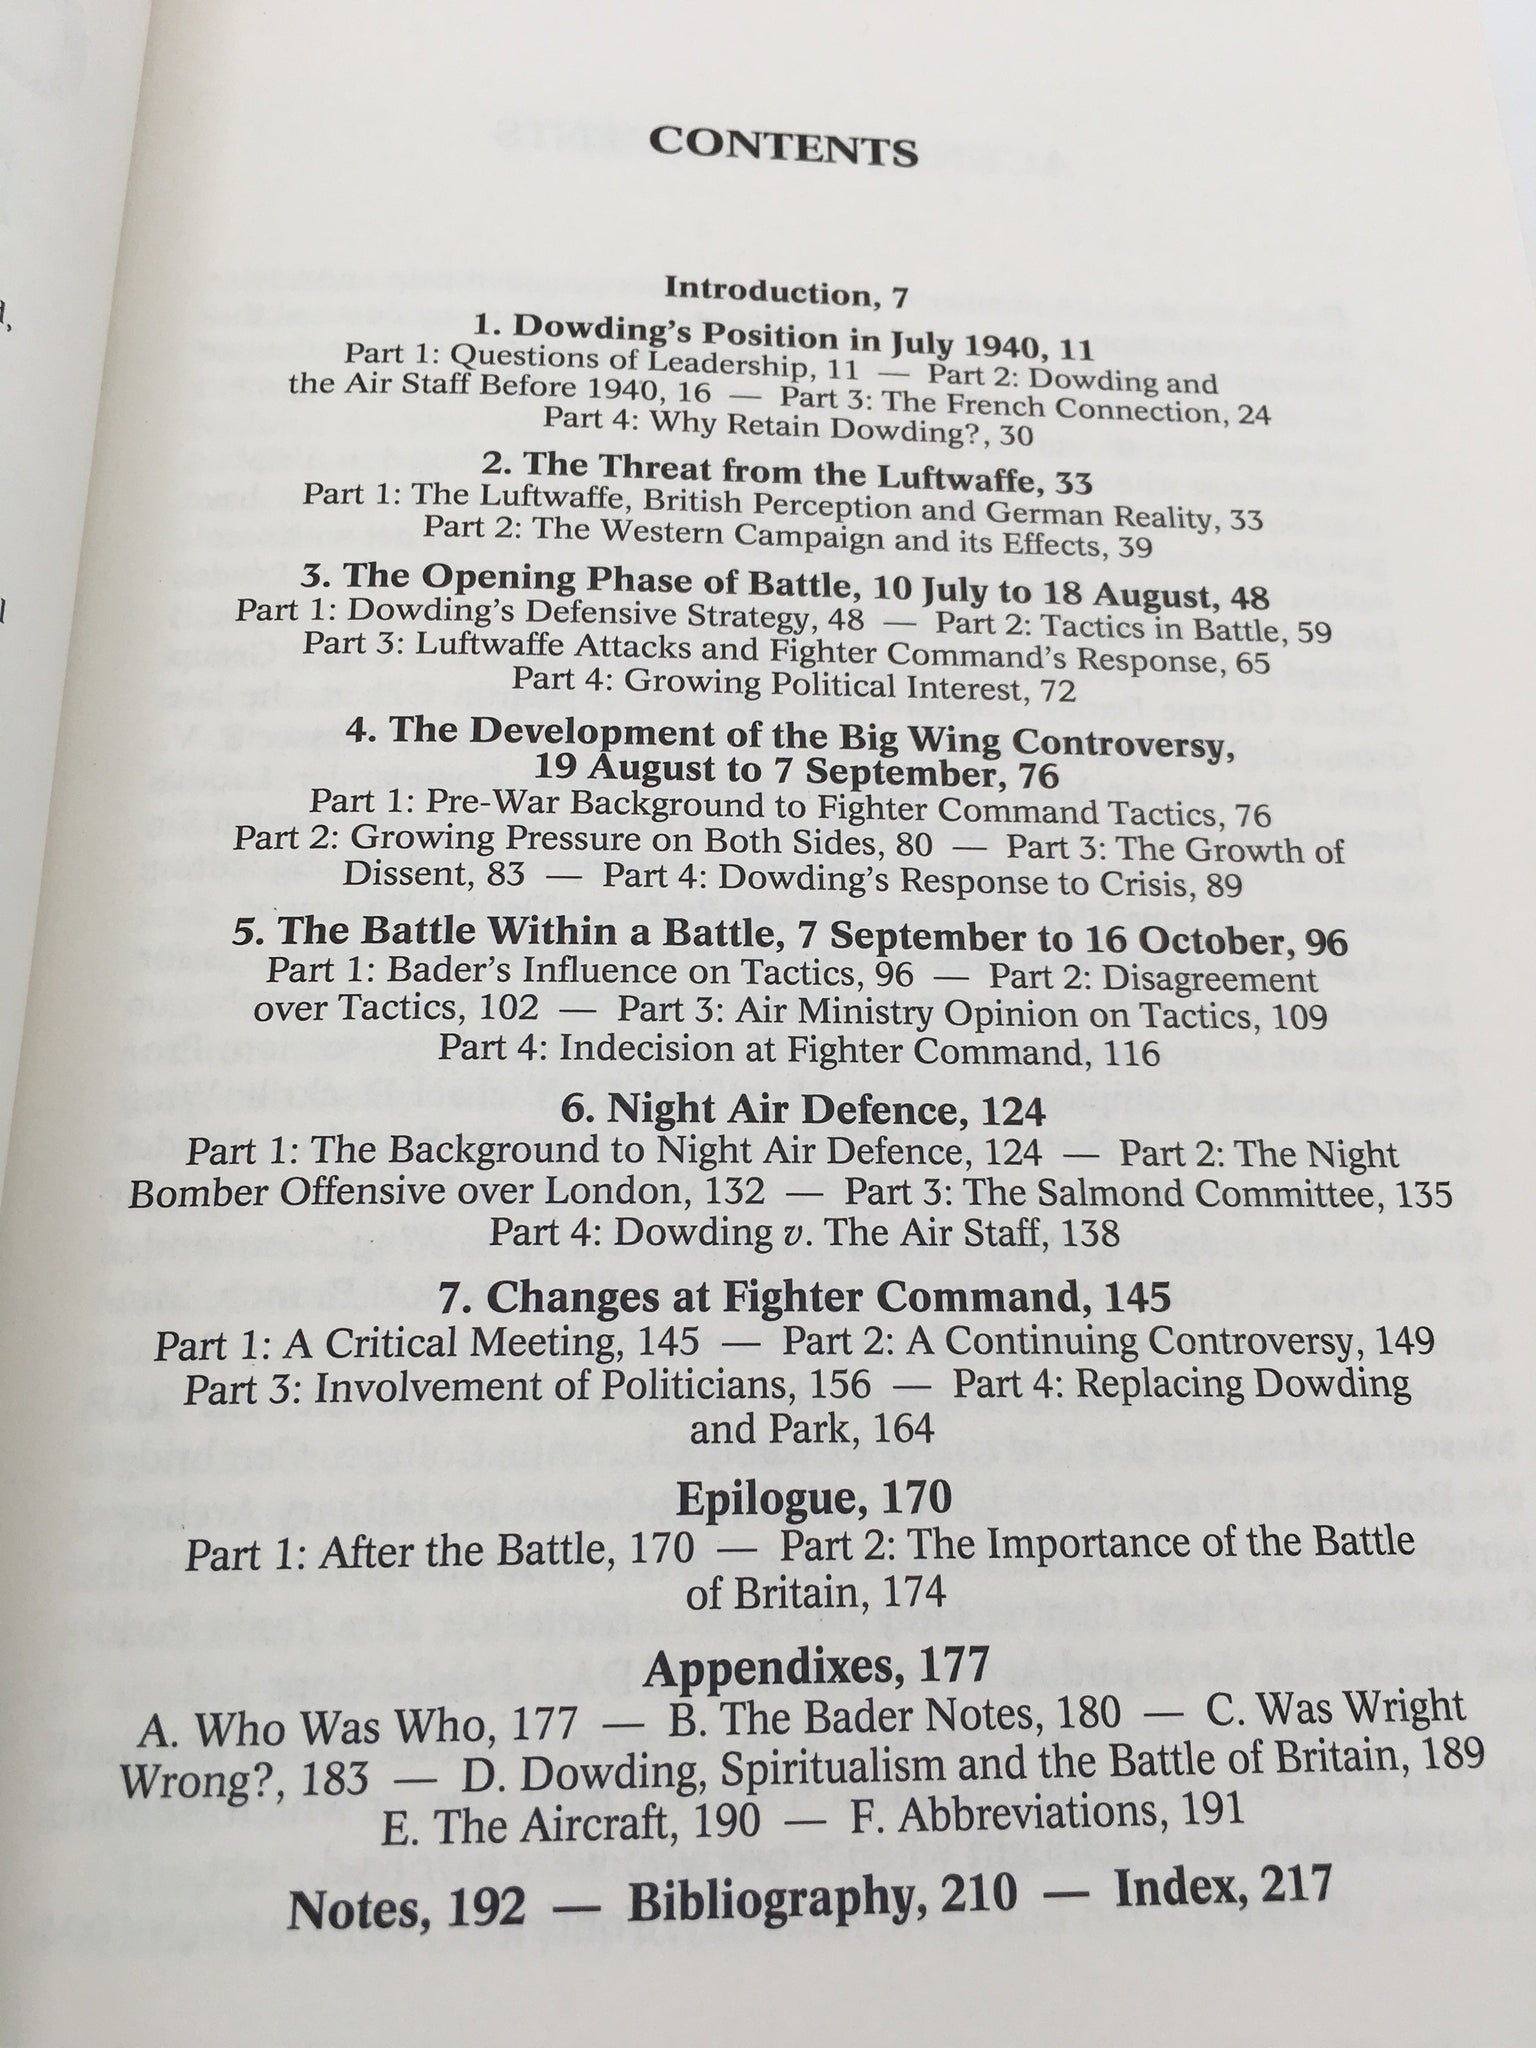 CONTENTS
Introduction, 7
1. Dowding's Position in July 1940, 11
Part 1: Questions of Leadership, 11 — Part 2: Dowding and
the Air Staff Before 1940, 16 — Part 3: The French Connection, 24
Part 4: Why Retain Dowding?, 30
2. The Threat from the Luftwaffe, 33
Part 1: The Luftwaffe, British Perception and German Reality, 33
Part 2: The Western Campaign and its Effects, 39
3. The Opening Phase of Battle, 10 July to 18 August, 48
Part 1: Dowding's Defensive Strategy, 48 — Part 2: Tactics in Battle, 59
Part 3: Luftwaffe Attacks and Fighter Command's Response, 65
Part 4: Growing Political Interest, 72
4. The Development of the Big Wing Controversy,
19 August to 7 September, 76
Part 1: Pre-War Background to Fighter Command Tactics, 76
Part 2: Growing Pressure on Both Sides, 80 — Part 3: The Growth of
Dissent, 83 — Part 4: Dowding's Response to Crisis, 89
5. The Battle Within a Battle, 7 September to 16 October, 96
Part 1: Bader's Influence on Tactics, 96 — Part 2: Disagreement
over Tactics, 102 — Part 3: Air Ministry Opinion on Tactics, 109
Part 4: Indecision at Fighter Command, 116
6. Night Air Defence, 124
Part 1: The Background to Night Air Defence, 124 — Part 2: The Night
Bomber Offensive over London, 132 — Part 3: The Salmond Committee, 135
Part 4: Dowding v. The Air Staff, 138
7. Changes at Fighter Command, 145
Part 1: A Critical Meeting, 145 — Part 2: A Continuing Controversy, 149
Part 3: Involvement of Politicians, 156 — Part 4: Replacing Dowding
and Park, 164
Epilogue, 170
Part 1: After the Battle, 170 — Part 2: The Importance of the Battle
of Britain, 174
Appendixes, 177
A. Who Was Who, 177 — B. The Bader Notes, 180 — C. Was Wright
Wrong?, 183 — D. Dowding, Spiritualism and the Battle of Britain, 189
E. The Aircraft, 190 — F. Abbreviations, 191
Notes, 192 — Bibliography, 210 — Index, 217